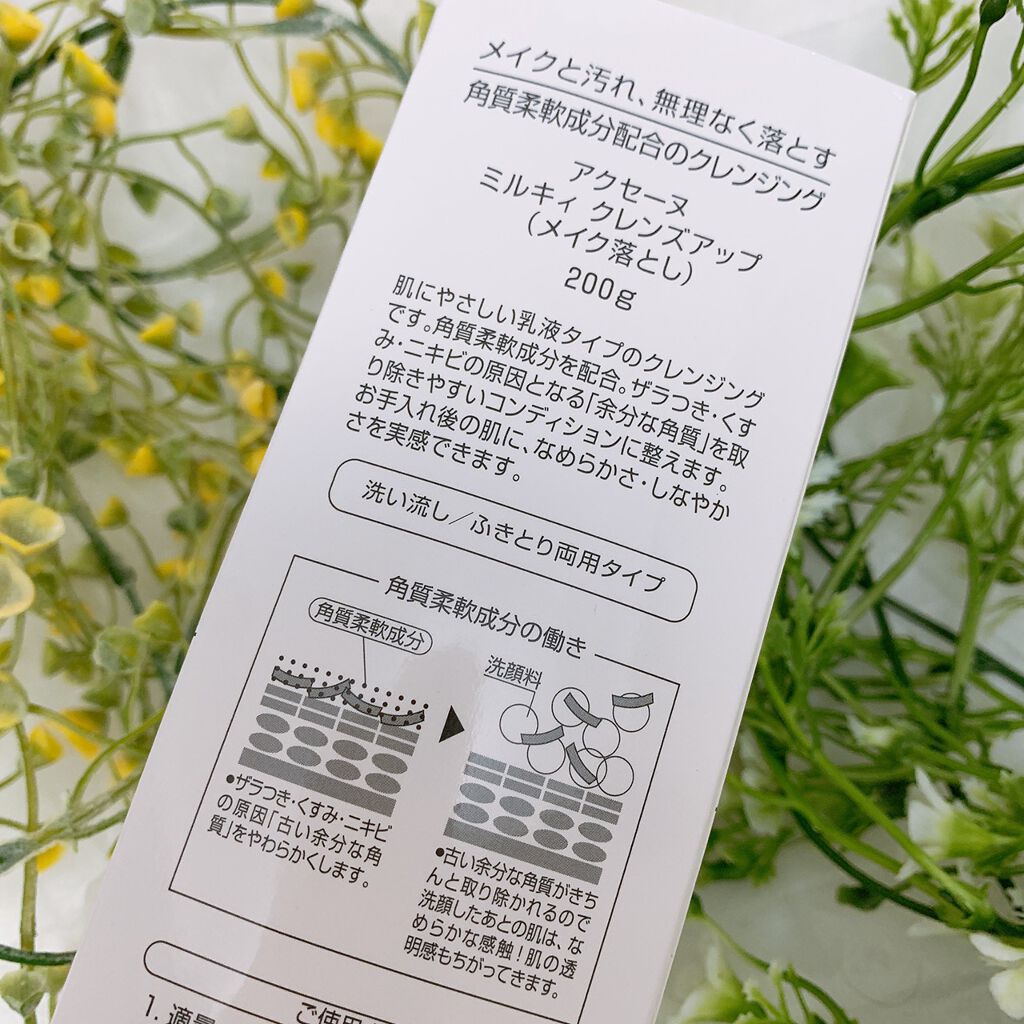 メイクと汚れ、無理なく落とす
角質柔軟成分配合のクレンジング
アクセーヌ
ミルキィ クレンズアップ
(メイク落とし)
200g
肌にやさしい乳液タイプのクレンジング
です。角質柔軟成分を配合。ザラつき・くす
み・ニキビの原因となる「余分な角質」を取
り除きやすいコンディションに整えます。
お手入れ後の肌に、なめらかさ・しなやか
さを実感できます。
洗い流し/ふきとり両用タイプ
角質柔軟成分の働き
角質柔軟成分
洗顔料
●ザラつき・くすみ・ニキビ
の原因「古い余分な角
質」をやわらかくします。
●古い余分な角質がきち
んと取り除かれるので
洗顔したあとの肌は、な
めらかな感触!肌の透
明感もちがってきます。
ご使用
1. 適量